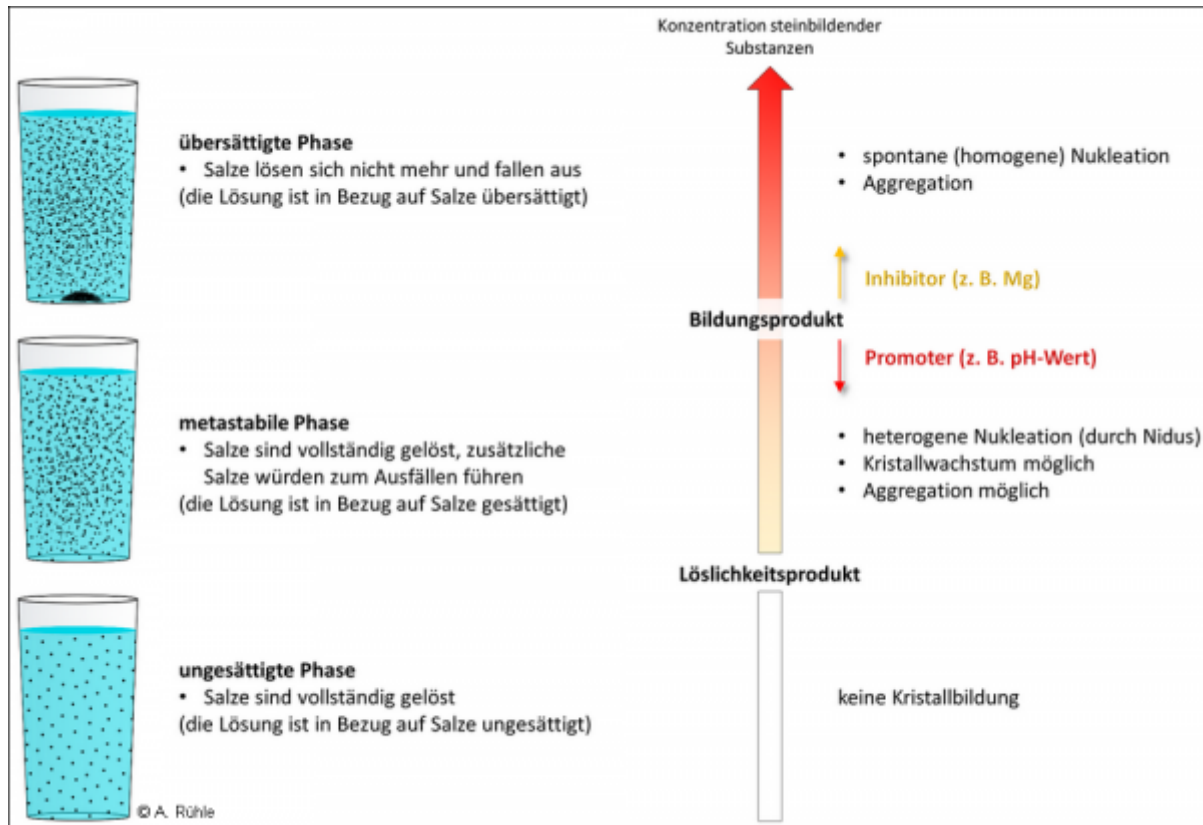 Konzentration steinbildender
Substanzen
übersättigte Phase
• Salze lösen sich nicht mehr und fallen aus
(die Lösung ist in Bezug auf Salze übersättigt)
• spontane (homogene) Nukleation
• Aggregation
Inhibitor (z. B. Mg)
Bildungsprodukt
Promoter (z. B. pH-Wert)
metastabile Phase
• Salze sind vollständig gelöst, zusätzliche
Salze würden zum Ausfällen führen
(die Lösung ist in Bezug auf Salze gesättigt)
• heterogene Nukleation (durch Nidus)
• Kristallwachstum möglich
• Aggregation möglich
Löslichkeitsprodukt
ungesättigte Phase
• Salze sind vollständig gelöst
(die Lösung ist in Bezug auf Salze ungesättigt)
keine Kristallbildung
© A. Rühle